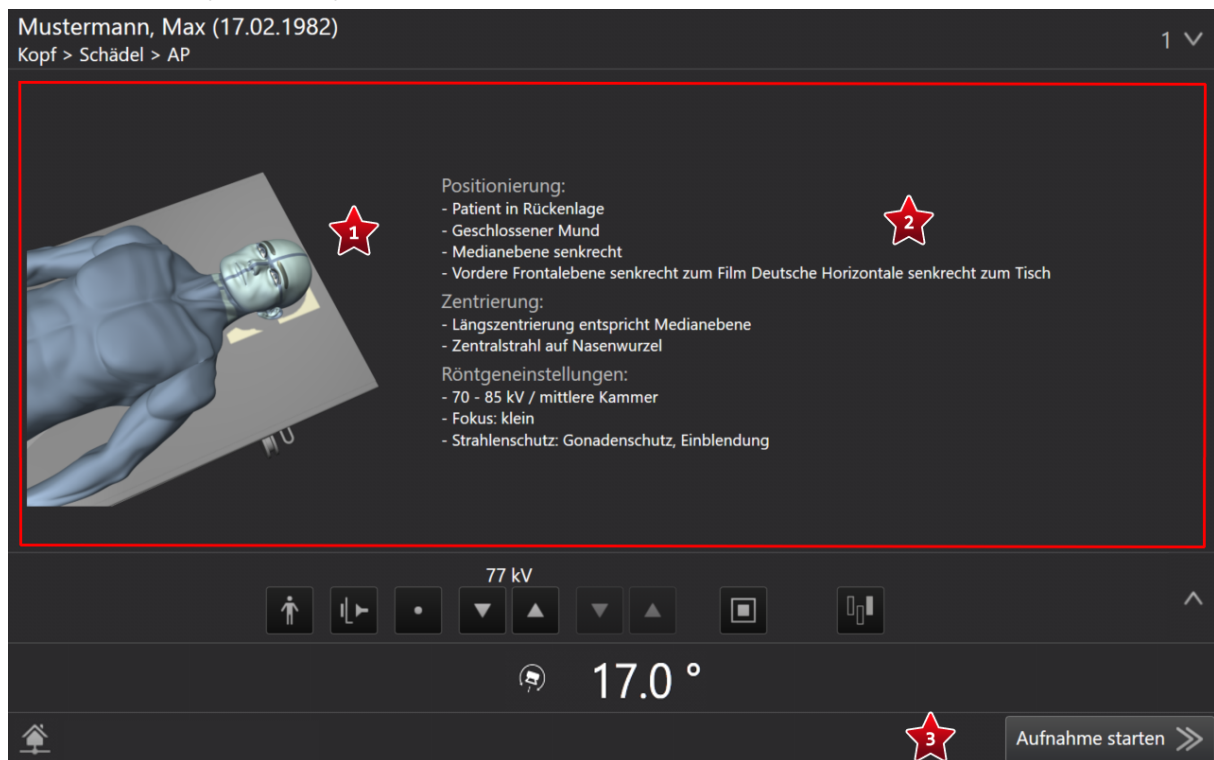 Mustermann, Max (17.02.1982)
Kopf > Schädel > AP
1
1
2
Positionierung:
- Patient in Rückenlage
- Geschlossener Mund
- Medianebene senkrecht
- Vordere Frontalebene senkrecht zum Film Deutsche Horizontale senkrecht zum Tisch
Zentrierung:
- Längszentrierung entspricht Medianebene
- Zentralstrahl auf Nasenwurzel
Röntgeneinstellungen:
- 70 - 85 kV / mittlere Kammer
- Fokus: klein
- Strahlenschutz: Gonadenschutz, Einblendung
77 kV
17.0 °
3
Aufnahme starten